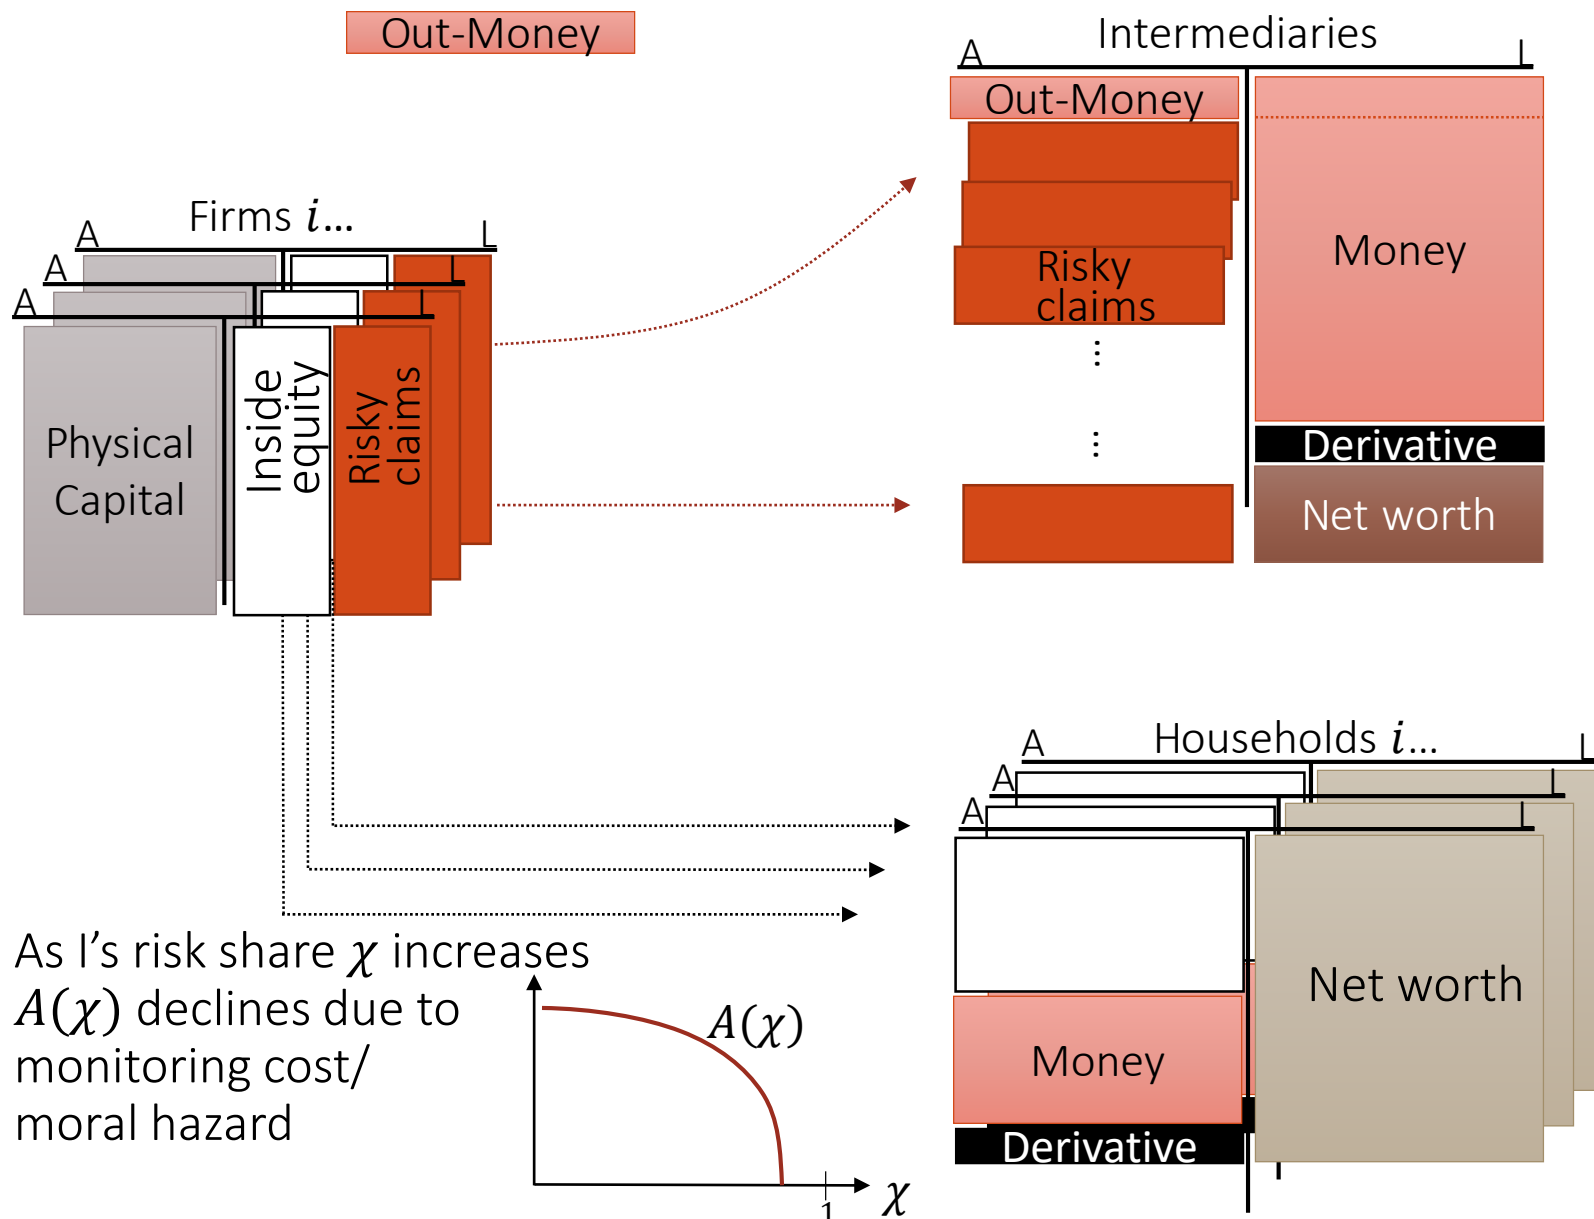 Out-Money
Intermediaries
A
L
Out-Money
Risky
claims
...
...
Money
Derivative
Net worth
Firms i...
A
L
A
L
A
L
Physical
Capital
Inside
equity
Risky
claims
Households i...
A
L
A
L
A
L
Money
Derivative
Net worth
As I’s risk share χ increases
A(χ) declines due to
monitoring cost/
moral hazard
A(χ)
1
χ